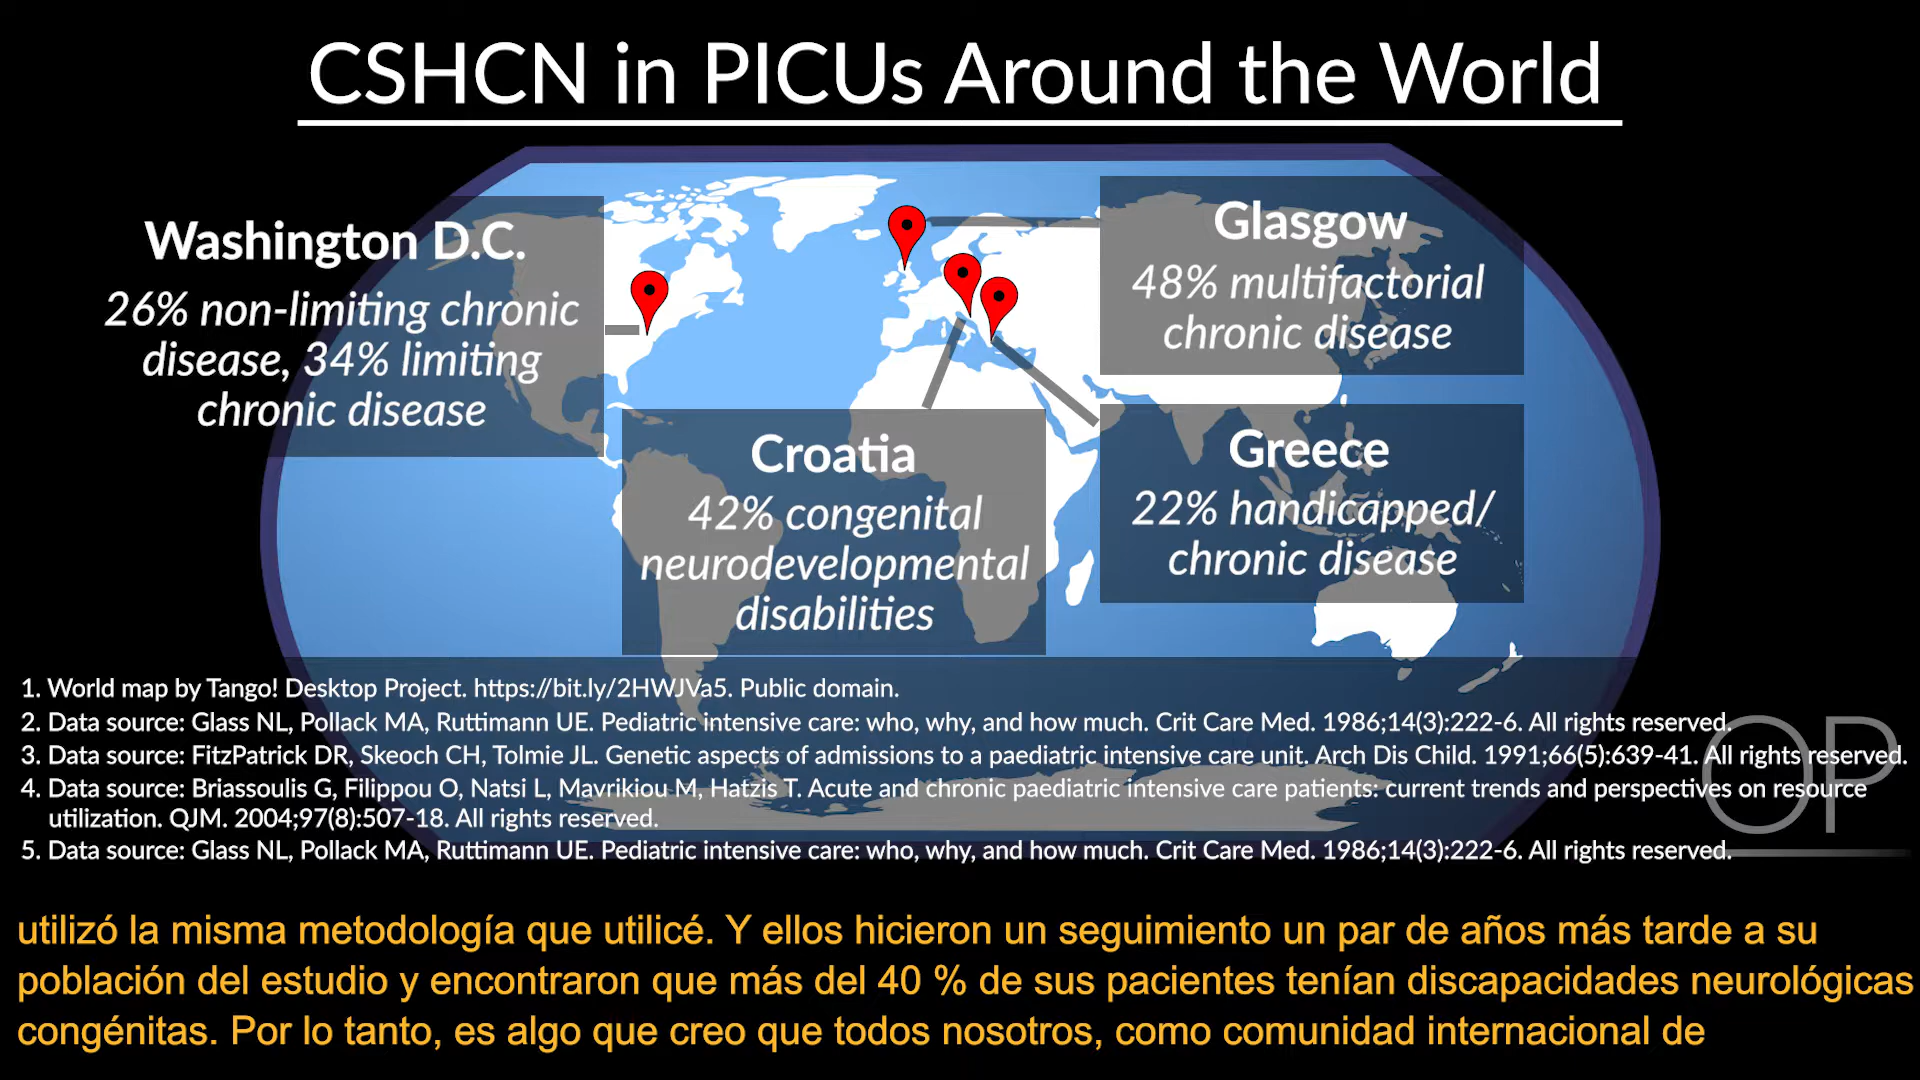 CSHCN in PICUs Around the World
Washington D.C.
26% non-limiting chronic
disease, 34% limiting
chronic disease
Glasgow
48% multifactorial
chronic disease
Croatia
42% congenital
neurodevelopmental
disabilities
Greece
22% handicapped/
chronic disease
1. World map by Tango! Desktop Project. https://bit.ly/2HWJVa5. Public domain.
2. Data source: Glass NL, Pollack MA, Ruttimann UE. Pediatric intensive care: who, why, and how much. Crit Care Med. 1986;14(3):222-6. All rights reserved.
3. Data source: FitzPatrick DR, Skeoch CH, Tolmie JL. Genetic aspects of admissions to a paediatric intensive care unit. Arch Dis Child. 1991;66(5):639-41. All rights reserved.
4. Data source: Briassoulis G, Filippou O, Natsi L, Mavrikiou M, Hatzis T. Acute and chronic paediatric intensive care patients: current trends and perspectives on resource
utilization. QJM. 2004;97(8):507-18. All rights reserved.
5. Data source: Glass NL, Pollack MA, Ruttimann UE. Pediatric intensive care: who, why, and how much. Crit Care Med. 1986;14(3):222-6. All rights reserved.
OP
utilizó la misma metodología que utilicé. Y ellos hicieron un seguimiento un par de años más tarde a su
población del estudio y encontraron que más del 40 % de sus pacientes tenían discapacidades neurológicas
congénitas. Por lo tanto, es algo que creo que todos nosotros, como comunidad internacional de